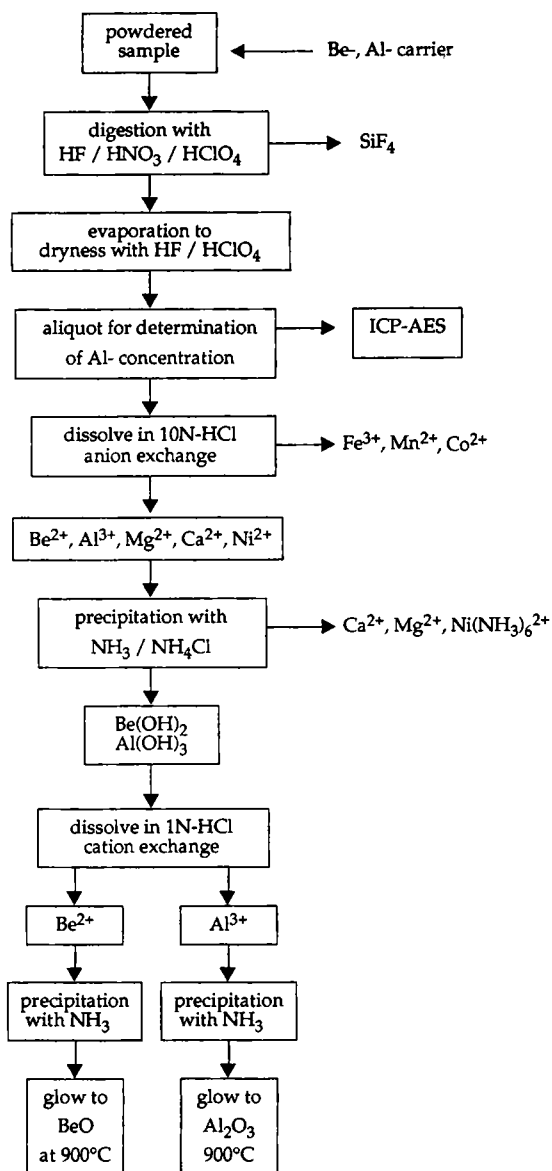 powdered
sample
Be-, Al- carrier
digestion with
HF / HNO₃ / HClO₄
SiF₄
evaporation to
dryness with HF / HClO₄
aliquot for determination
of Al- concentration
ICP-AES
dissolve in 10N-HCl
anion exchange
Fe³⁺, Mn²⁺, Co²⁺
Be²⁺, Al³⁺, Mg²⁺, Ca²⁺, Ni²⁺
precipitation with
NH₃ / NH₄Cl
Ca²⁺, Mg²⁺, Ni(NH₃)₆²⁺
Be(OH)₂
Al(OH)₃
dissolve in 1N-HCl
cation exchange
Be²⁺
Al³⁺
precipitation
with NH₃
precipitation
with NH₃
glow to
BeO
at 900°C
glow to
Al₂O₃
900°C